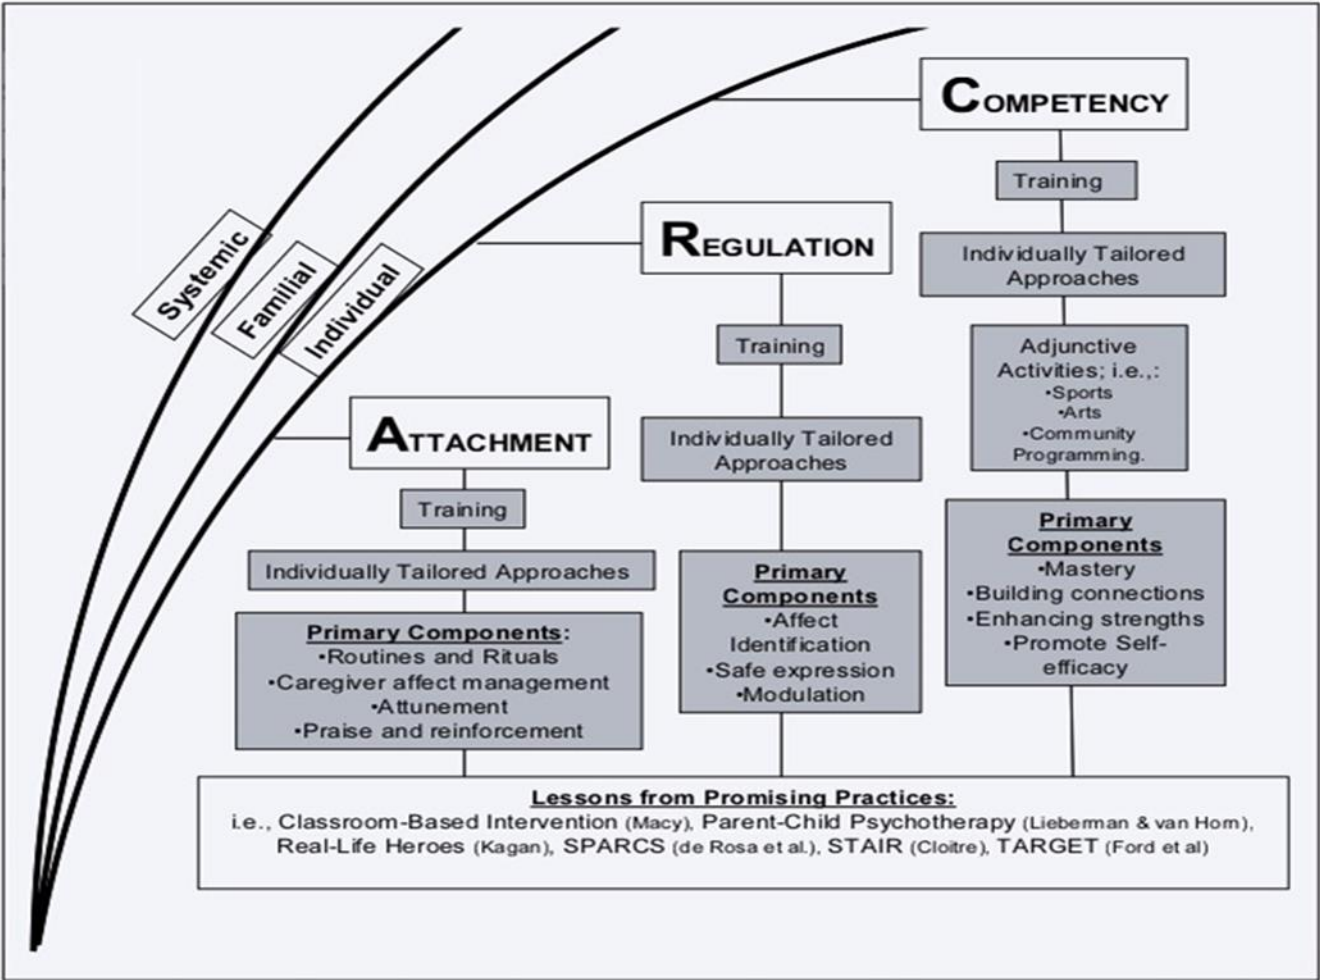 COMPETENCY
Training
Individually Tailored
Approaches
Adjunctive
Activities; i.e.,:
•Sports
•Arts
•Community
Programming.
Primary
Components
•Mastery
•Building connections
•Enhancing strengths
•Promote Self-
efficacy
REGULATION
Training
Individually Tailored
Approaches
Primary
Components
•Affect
Identification
•Safe expression
•Modulation
Systemic
Familial
Individual
ATTACHMENT
Training
Individually Tailored Approaches
Primary Components:
•Routines and Rituals
•Caregiver affect management
•Attunement
•Praise and reinforcement
Lessons from Promising Practices:
i.e., Classroom-Based Intervention (Macy), Parent-Child Psychotherapy (Lieberman & van Horn),
Real-Life Heroes (Kagan), SPARCS (de Rosa et al.), STAIR (Cloitre), TARGET (Ford et al)